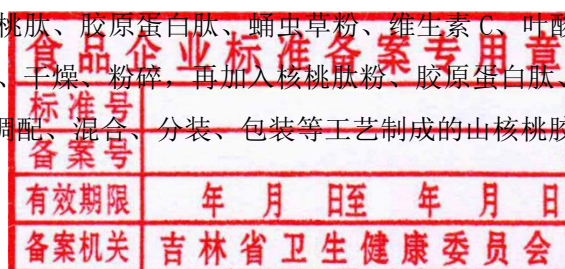 桃肽、胶原蛋白肽、蛹虫草粉、维生素 C、叶酸
食品企业标准备案专用章
、干燥、粉碎，再加入核桃肽粉、胶原蛋白肽、
标准号
调配、混合、分装、包装等工艺制成的山核桃胶
备案号
有效期限 年 月 日至 年 月 日
备案机关 吉林省卫生健康委员会